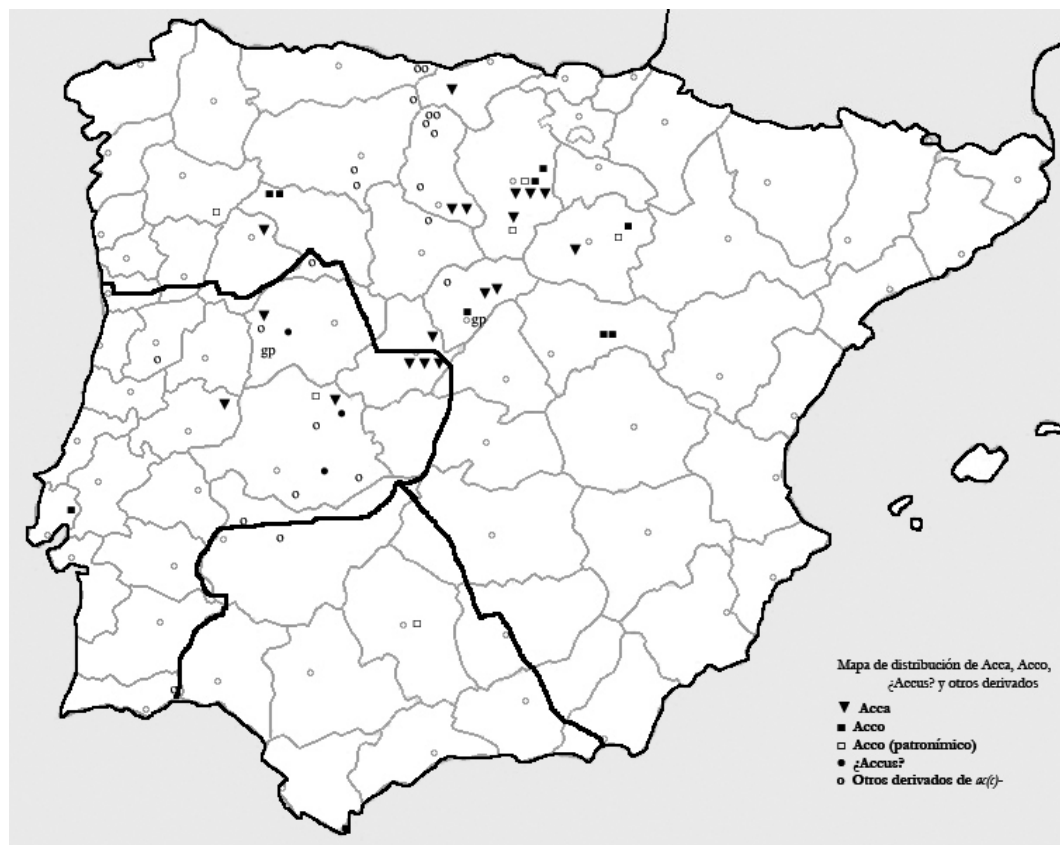 gp
gp
Mapa de distribución de Acca, Acco,
¿Accus? y otros derivados
Acca
Acco
Acco (patronímico)
¿Accus?
Otros derivados de ac(c)-